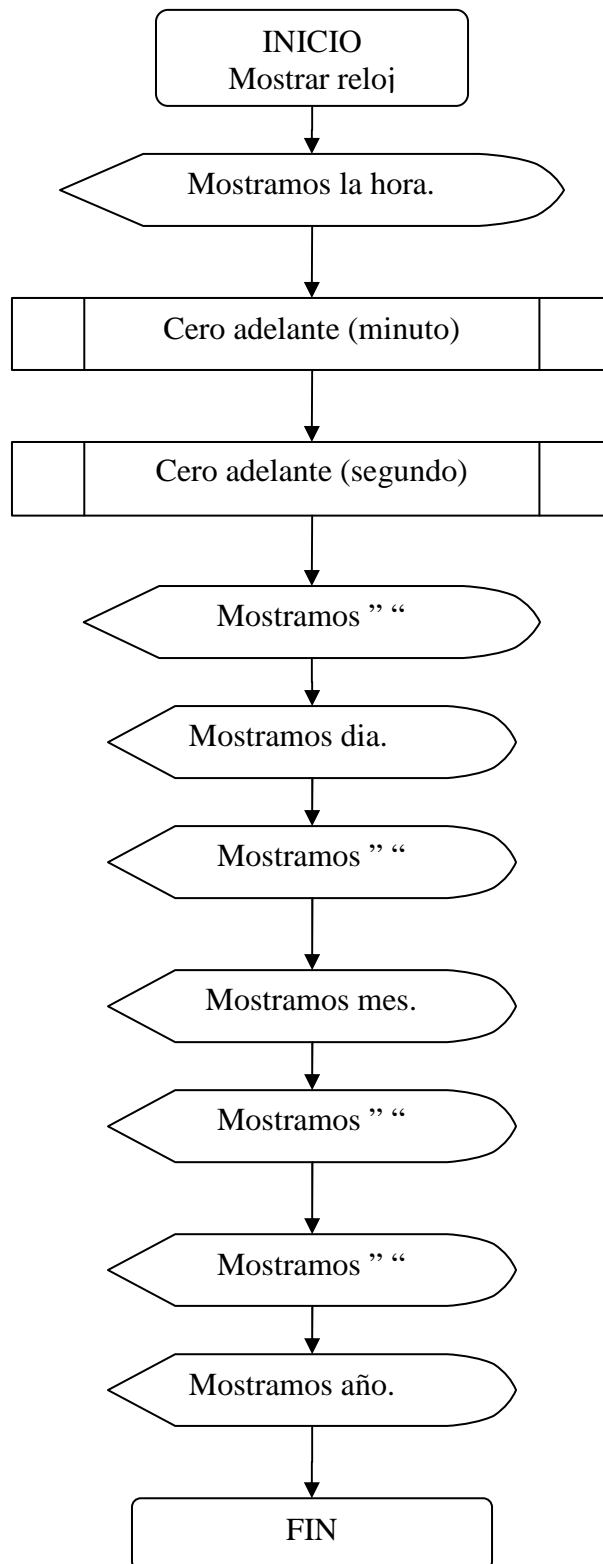 INICIO
Mostrar reloj
Mostramos la hora.
Cero adelante (minuto)
Cero adelante (segundo)
Mostramos ” “
Mostramos dia.
Mostramos ” “
Mostramos mes.
Mostramos ” “
Mostramos ” “
Mostramos año.
FIN